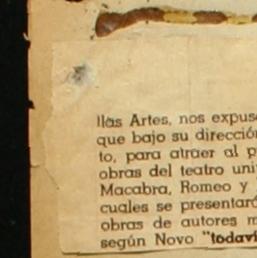 llas Artes, nos expus
que bajo su direcció
to, para atraer al p
obras del teatro uni
Macabra, Romeo y
cuales se presentar
obras de autores m
según Novo "todaví